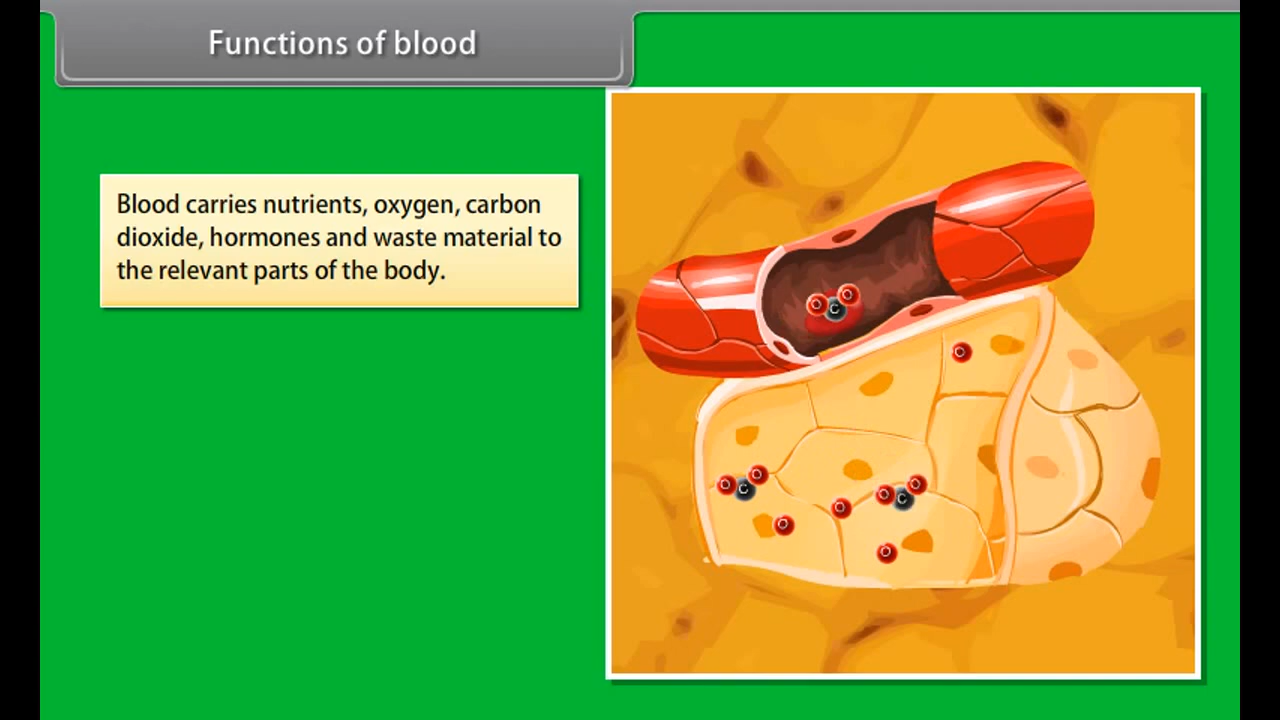 Functions of blood
Blood carries nutrients, oxygen, carbon
dioxide, hormones and waste material to
the relevant parts of the body.
O O
C
O
O O
C
O O
C
O
O
O